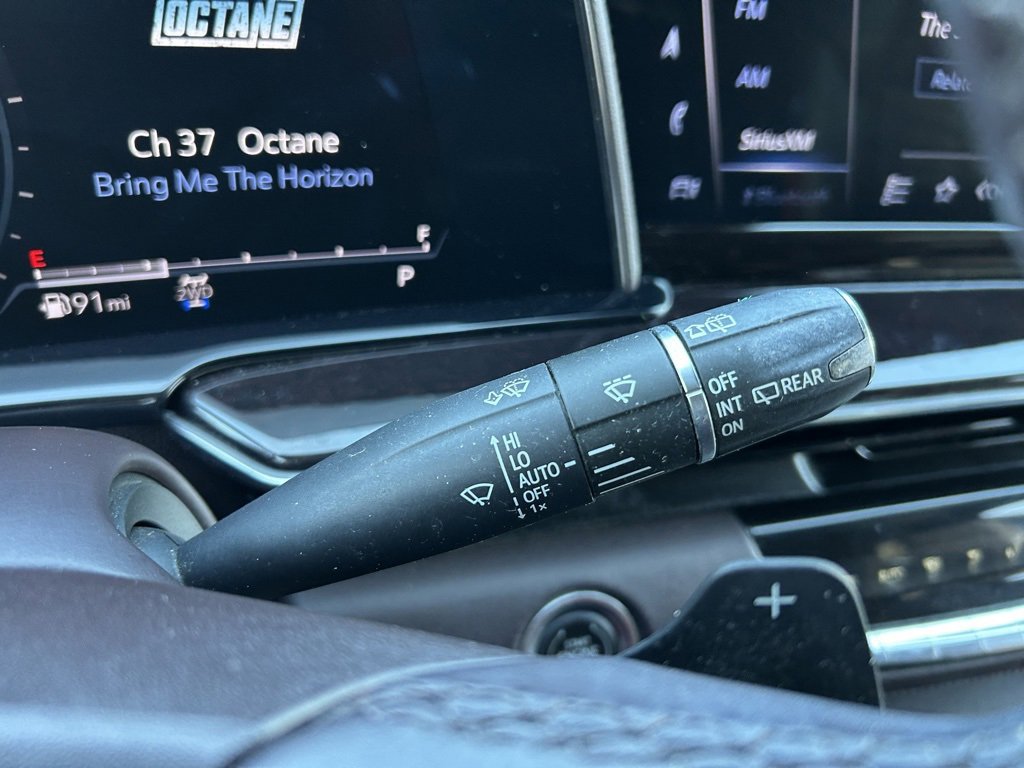 OCTANE
Ch 37 Octane
Bring Me The Horizon
E
F
91 mi
2WD
P
FM
AM
SiriusXM
The
HI
LO
AUTO
OFF
1x
OFF
INT
ON
REAR
+